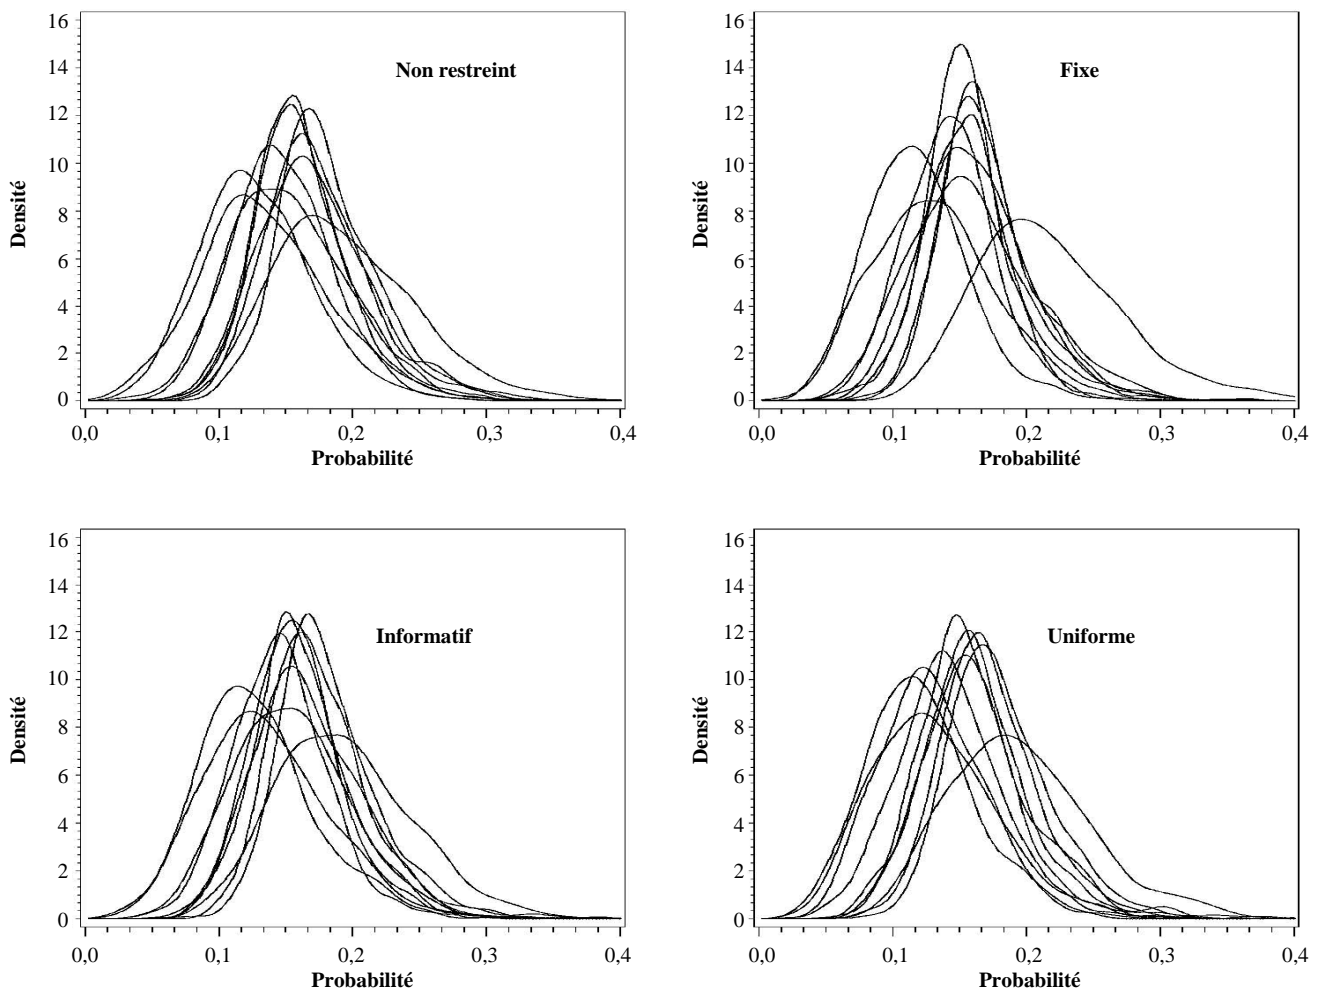 16
14
12
10
8
6
4
2
0
Densité
Non restreint
0,0 0,1 0,2 0,3 0,4
Probabilité
16
14
12
10
8
6
4
2
0
Densité
Fixe
0,0 0,1 0,2 0,3 0,4
Probabilité
16
14
12
10
8
6
4
2
0
Densité
Informatif
0,0 0,1 0,2 0,3 0,4
Probabilité
16
14
12
10
8
6
4
2
0
Densité
Uniforme
0,0 0,1 0,2 0,3 0,4
Probabilité